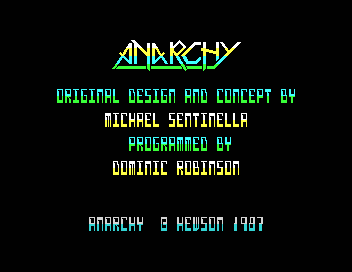 ANARCHY
ORIGINAL DESIGN AND CONCEPT BY
MICHAEL SENTINELLA
PROGRAMMED BY
DOMINIC ROBINSON
ANARCHY © HEWSON 1987